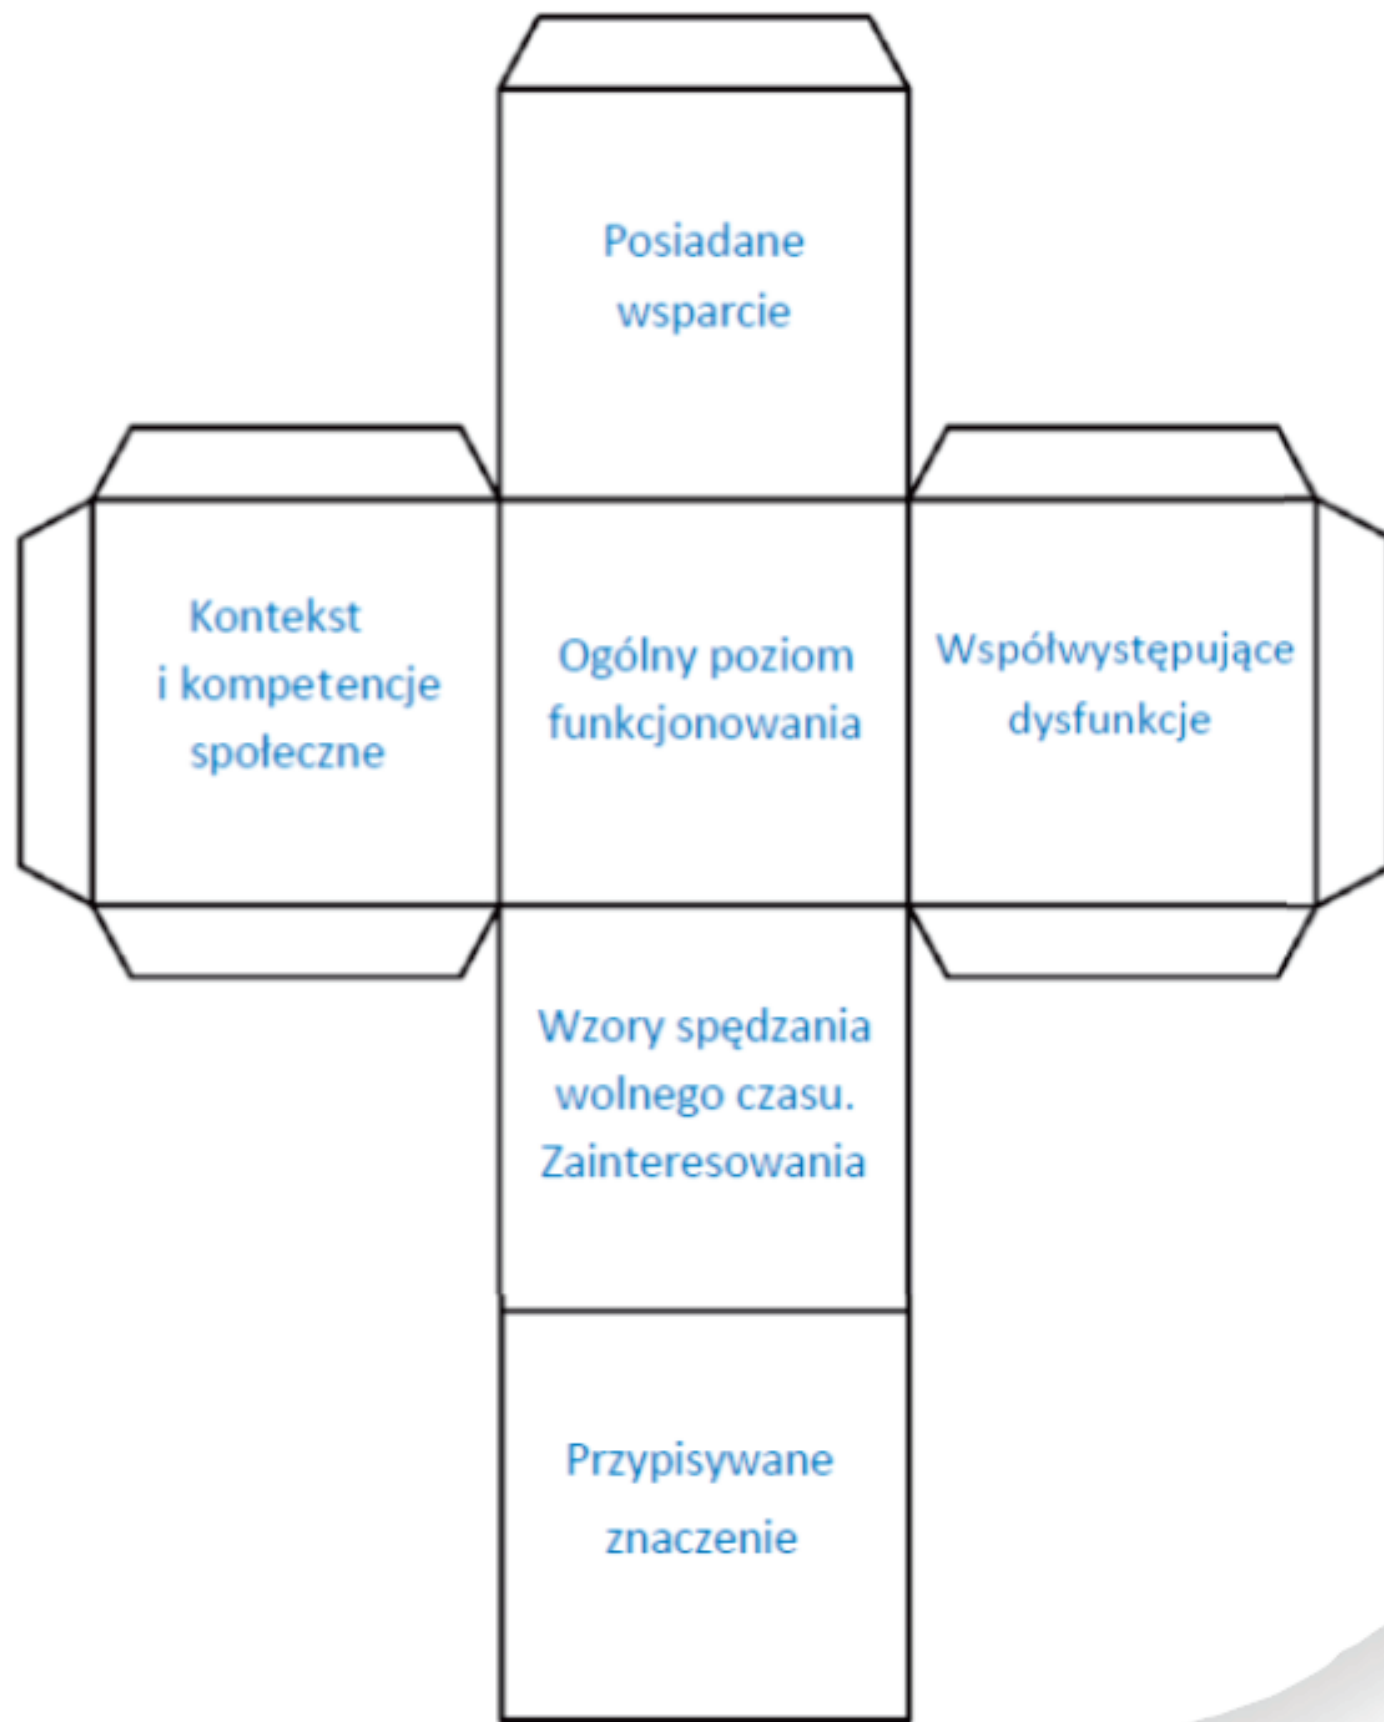 Posiadane
wsparcie
Kontekst
i kompetencje
społeczne
Ogólny poziom
funkcjonowania
Współwystępujące
dysfunkcje
Wzory spędzania
wolnego czasu.
Zainteresowania
Przypisywane
znaczenie